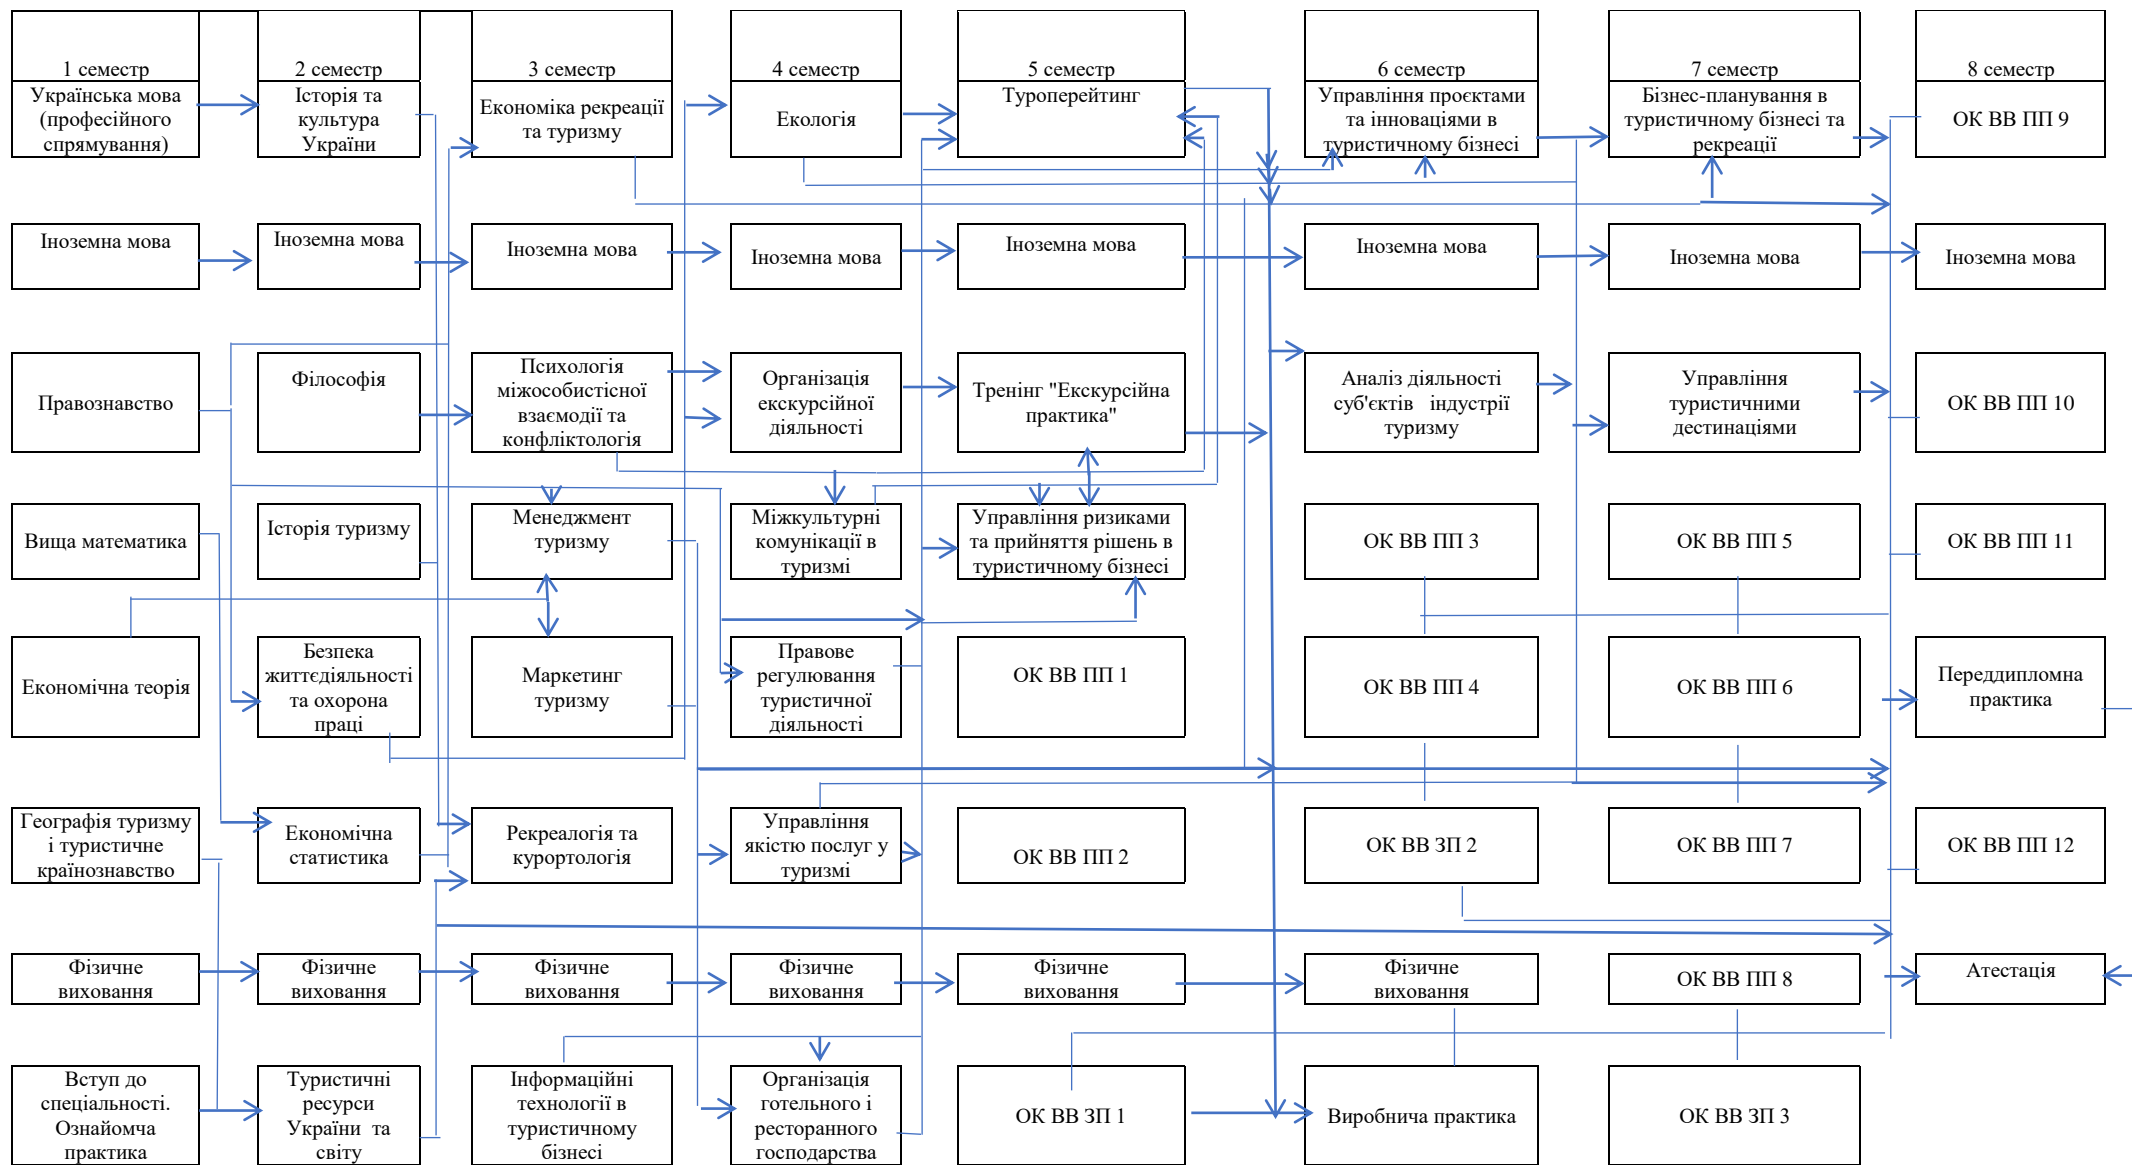 1 семестр
2 семестр
3 семестр
4 семестр
5 семестр
6 семестр
7 семестр
8 семестр
Українська мова
(професійного
спрямування)
Історія та
культура
України
Економіка рекреації
та туризму
Екологія
Туроперейтинг
Управління проєктами
та інноваціями в
туристичному бізнесі
Бізнес-планування в
туристичному бізнесі та
рекреації
ОК ВВ ПП 9
Іноземна мова
Іноземна мова
Іноземна мова
Іноземна мова
Іноземна мова
Іноземна мова
Іноземна мова
Іноземна мова
Правознавство
Філософія
Психологія
міжособистісної
взаємодії та
конфліктологія
Організація
екскурсійної
діяльності
Тренінг "Екскурсійна
практика"
Аналіз діяльності
суб'єктів індустрії
туризму
Управління
туристичними
дестинаціями
ОК ВВ ПП 10
Вища математика
Історія туризму
Менеджмент
туризму
Міжкультурні
комунікації в
туризмі
Управління ризиками
та прийняття рішень в
туристичному бізнесі
ОК ВВ ПП 3
ОК ВВ ПП 5
ОК ВВ ПП 11
Економічна теорія
Безпека
життєдіяльності
та охорона
праці
Маркетинг
туризму
Правове
регулювання
туристичної
діяльності
ОК ВВ ПП 1
ОК ВВ ПП 4
ОК ВВ ПП 6
Переддипломна
практика
Географія туризму
і туристичне
країнознавство
Економічна
статистика
Рекреалогія та
курортологія
Управління
якістю послуг у
туризмі
ОК ВВ ПП 2
ОК ВВ ЗП 2
ОК ВВ ПП 7
ОК ВВ ПП 12
Фізичне
виховання
Фізичне
виховання
Фізичне
виховання
Фізичне
виховання
Фізичне
виховання
Фізичне
виховання
ОК ВВ ПП 8
Атестація
Вступ до
спеціальності.
Ознайомча
практика
Туристичні
ресурси
України та
світу
Інформаційні
технології в
туристичному
бізнесі
Організація
готельного і
ресторанного
господарства
ОК ВВ ЗП 1
Виробнича практика
ОК ВВ ЗП 3